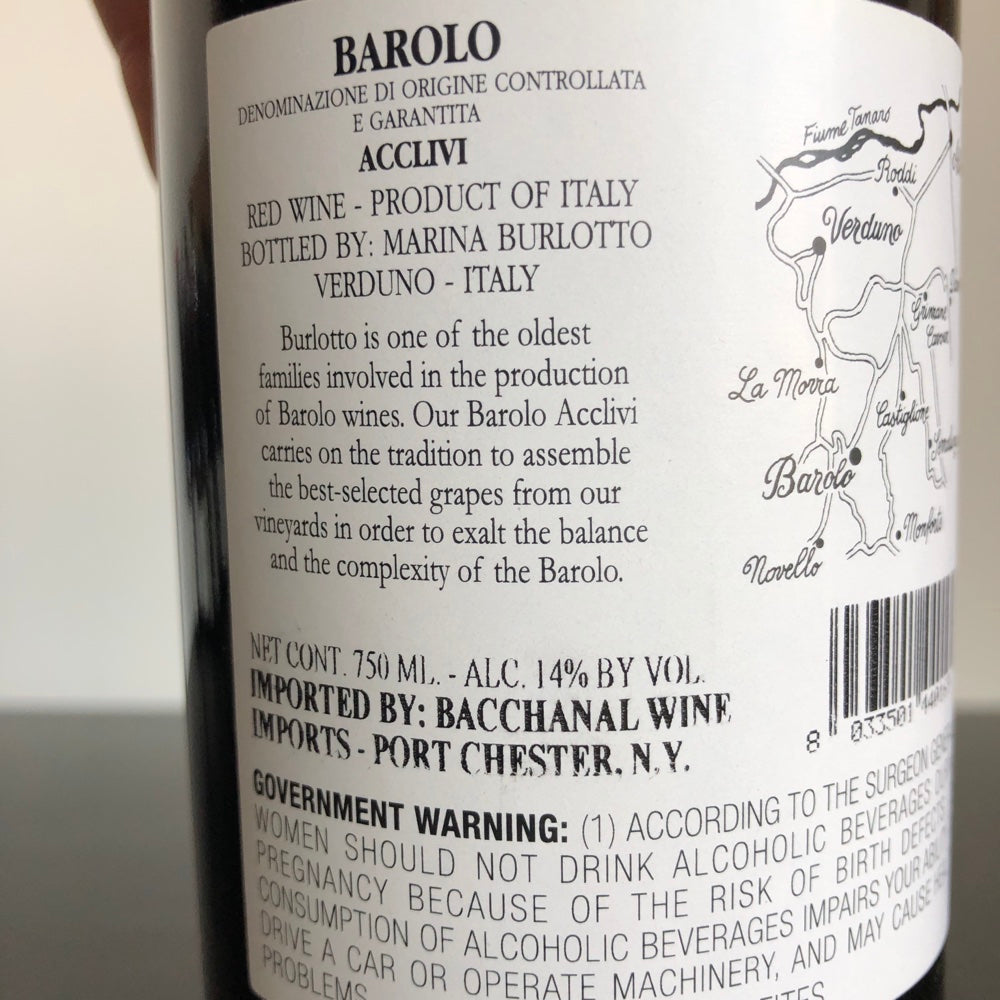 BAROLO
DENOMINAZIONE DI ORIGINE CONTROLLATA
E GARANTITA
ACCLIVI
RED WINE - PRODUCT OF ITALY
BOTTLED BY: MARINA BURLOTTO
VERDUNO - ITALY
Burlotto is one of the oldest
families involved in the production
of Barolo wines. Our Barolo Acclivi
carries on the tradition to assemble
the best-selected grapes from our
vineyards in order to exalt the balance
and the complexity of the Barolo.
NET CONT. 750 ML. - ALC. 14% BY VOL.
IMPORTED BY: BACCHANAL WINE
IMPORTS - PORT CHESTER, N.Y.
GOVERNMENT WARNING: (1) ACCORDING TO THE SURGEON
WOMEN SHOULD NOT DRINK ALCOHOLIC BEVERAGES
PREGNANCY BECAUSE OF THE RISK OF BIRTH DEFECTS
CONSUMPTION OF ALCOHOLIC BEVERAGES IMPAIRS YOUR
DRIVE A CAR OR OPERATE MACHINERY, AND MAY CAUSE
PROBLEMS
Fiume Tanaro
Roddi
Verduno
La Morra
Castiglione
Barolo
Novello
8 033501